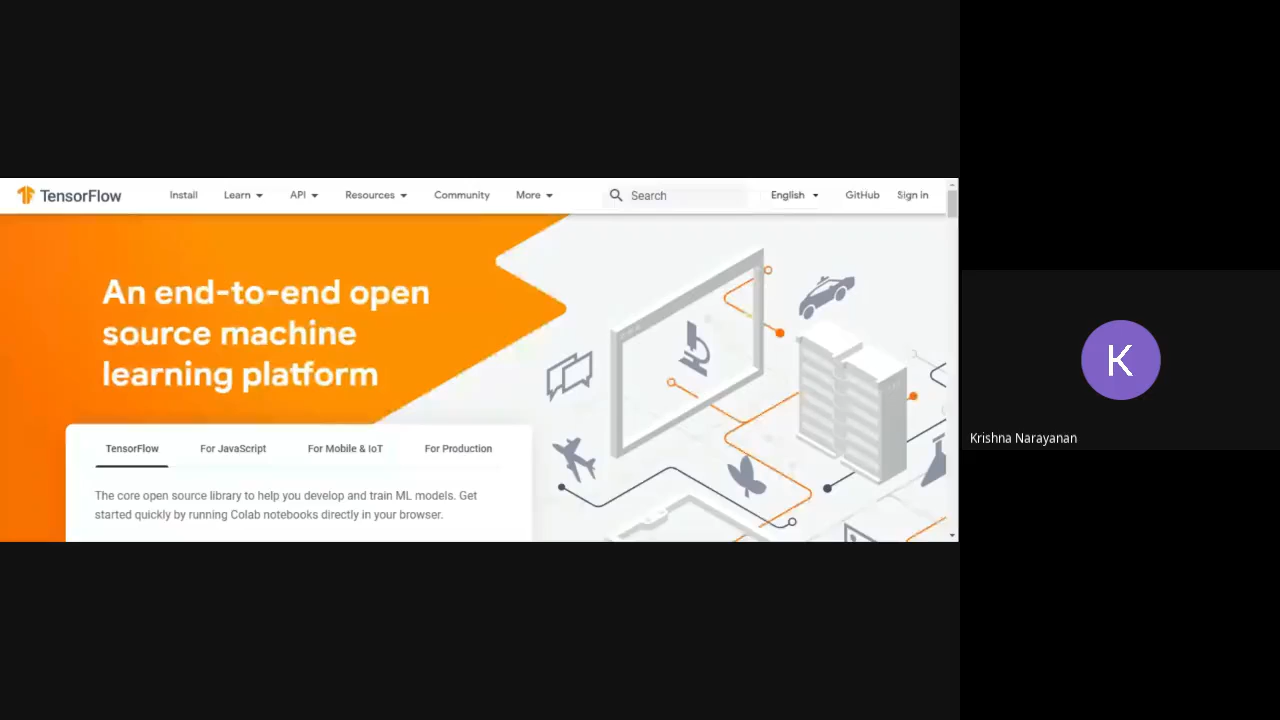 TensorFlow Install Learn API Resources Community More Search English GitHub Sign in
An end-to-end open
source machine
learning platform
TensorFlow For JavaScript For Mobile & IoT For Production
The core open source library to help you develop and train ML models. Get
started quickly by running Colab notebooks directly in your browser.
K
Krishna Narayanan